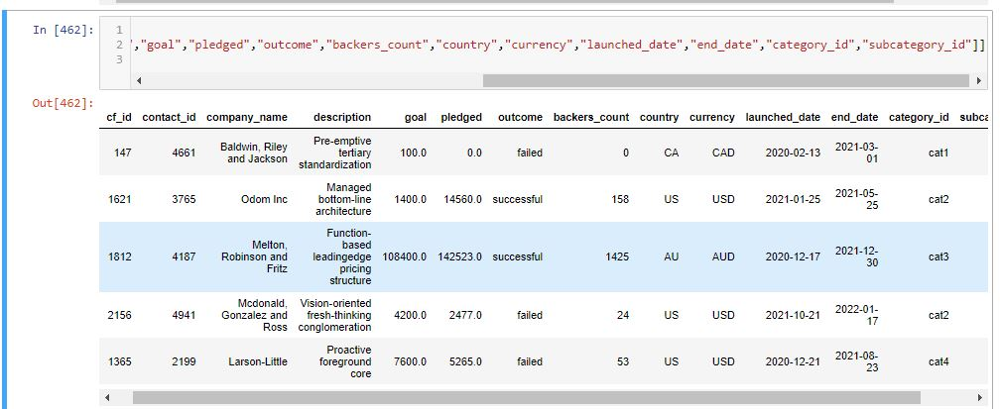 In [462]:
1
2 ,"goal","pledged","outcome","backers_count","country","currency","launched_date","end_date","category_id","subcategory_id"]]
3
Out[462]:
cf_id contact_id company_name description goal pledged outcome backers_count country currency launched_date end_date category_id subca
147 4661 Baldwin, Riley and Jackson Pre-emptive tertiary standardization 100.0 0.0 failed 0 CA CAD 2020-02-13 2021-03-01 cat1
1621 3765 Odom Inc Managed bottom-line architecture 1400.0 14560.0 successful 158 US USD 2021-01-25 2021-05-25 cat2
1812 4187 Melton, Robinson and Fritz Function-based leadingedge pricing structure 108400.0 142523.0 successful 1425 AU AUD 2020-12-17 2021-12-30 cat3
2156 4941 Mcdonald, Gonzalez and Ross Vision-oriented fresh-thinking conglomeration 4200.0 2477.0 failed 24 US USD 2021-10-21 2022-01-17 cat2
1365 2199 Larson-Little Proactive foreground core 7600.0 5265.0 failed 53 US USD 2020-12-21 2021-08-23 cat4